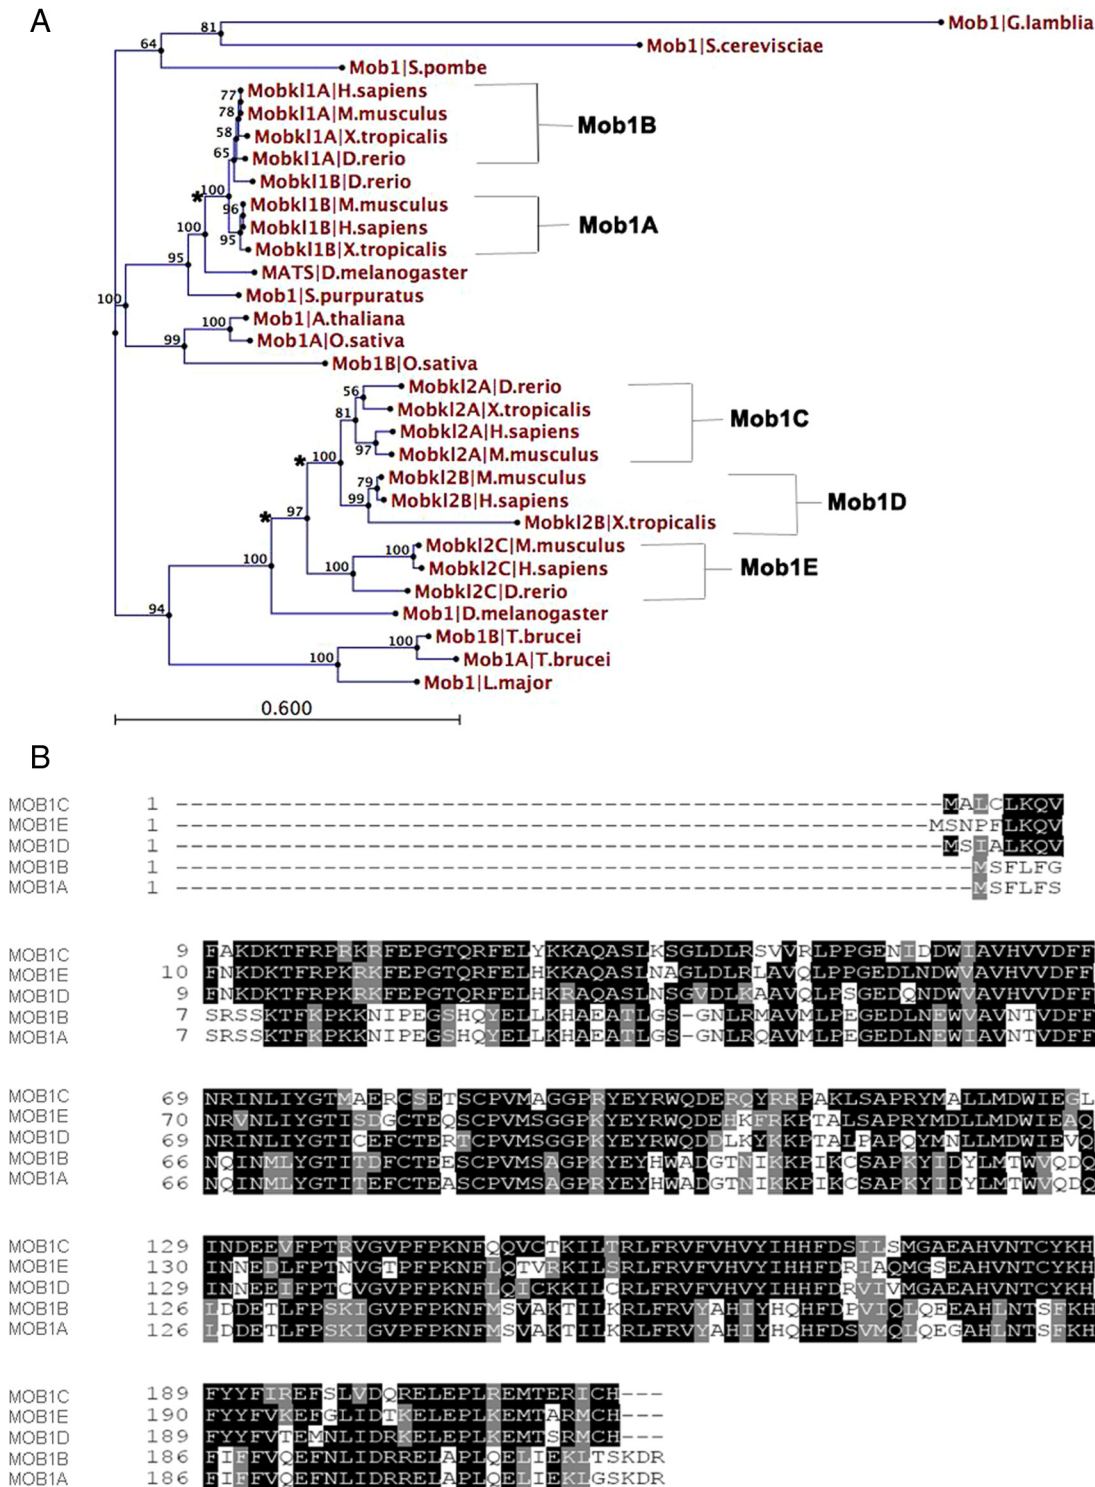 A
81
Mob1|G.lamblia
64
Mob1|S.cerevisciae
Mob1|S.pombe
77
Mobkl1A|H.sapiens
78
Mobkl1A|M.musculus
Mob1B
58
Mobkl1A|X.tropicalis
65
Mobkl1A|D.rerio
Mobkl1B|D.rerio
* 100
96
Mobkl1B|M.musculus
Mob1A
100
Mobkl1B|H.sapiens
95
Mobkl1B|X.tropicalis
95
MATS|D.melanogaster
Mob1|S.purpuratus
100
100
Mob1|A.thaliana
99
Mob1A|O.sativa
Mob1B|O.sativa
56
Mobkl2A|D.rerio
81
Mobkl2A|X.tropicalis
Mob1C
97
Mobkl2A|H.sapiens
* 100
Mobkl2A|M.musculus
79
Mobkl2B|M.musculus
99
Mobkl2B|H.sapiens
Mob1D
* 97
Mobkl2B|X.tropicalis
100
100
Mobkl2C|M.musculus
100
Mobkl2C|H.sapiens
Mob1E
Mobkl2C|D.rerio
94
Mob1|D.melanogaster
100
Mob1B|T.brucei
100
Mob1A|T.brucei
Mob1|L.major
0.600
B
MOB1C 1 MALCLKQV
MOB1E 1 MSNPFLKQV
MOB1D 1 MSIALKQV
MOB1B 1 MSFLFG
MOB1A 1 MSFLFS
MOB1C 9 FAKDKTFRPRKRFEPGTQRFELYKKAQASLKSGLDLRSVVRLPPGENIDDWIAVHVVDFF
MOB1E 10 FNKDKTFRPKRKFEPGTQRFELHKKAQASLNAGLDLRLAVQLPPGEDLNDWVAVHVVDFF
MOB1D 9 FNKDKTFRPKRKFEPGTQRFELHKRAQASLNSGVDLKAAVQLPSGEDQNDWVAVHVVDFF
MOB1B 7 SRSSKTFKPKKNIPEGSHQYELLKHAEATLGS-GNLRMAVMLPEGEDLNEWVAVNTVDFF
MOB1A 7 SRSSKTFKPKKNIPEGSHQYELLKHAEATLGS-GNLRQAVMLPEGEDLNEWIAVNTVDFF
MOB1C 69 NRINLIYGTMAERCSETSCPVMAGGPRYEYRWQDERQYRRPAKLSAPRYMALLMDWIEGL
MOB1E 70 NRVNLIYGTISDGCTEQSCPVMSGGPKYEYRWQDEHKFRKPTALSAPRYMDLLMDWIEAQ
MOB1D 69 NRINLIYGTICEFCTERTCPVMSGGPKYEYRWQDDLKYKKPTALPAPQYMNLLMDWIEVQ
MOB1B 66 NQINMLYGTITDFCTEESCPVMSAGPKYEYHWADGTNIKKPIKCSAPKYIDYLMTWVQDQ
MOB1A 66 NQINMLYGTITEFCTEASCPVMSAGPRYEYHWADGTNIKKPIKCSAPKYIDYLMTWVQDQ
MOB1C 129 INDEEVFPTRVGVPFPKNFQQVCTKILTRLFRVFVHVYIHHFDSILSMGAEAHVNTCYKH
MOB1E 130 INNEDLFPTNVGTPFPKNFLQTVRKILSRLFRVFVHVYIHHFDRIAQMGSEAHVNTCYKH
MOB1D 129 INNEEIFPTCVGVPFPKNFLQICKKILCRLFRVFVHVYIHHFDRVIVMGAEAHVNTCYKH
MOB1B 126 LDDETLFPSKIGVPFPKNFMSVAKTILKRLFRVYAHIYHQHFDPVIQLQEEAHLNTSFKH
MOB1A 126 LDDETLFPSKIGVPFPKNFMSVAKTILKRLFRVYAHIYHQHFDSVMQLQEGAHLNTSFKH
MOB1C 189 FYYFIREFSLVDQRELEPLREMTERICH---
MOB1E 190 FYYFVKEFGLIDTKELEPLKEMTARMCH---
MOB1D 189 FYYFVTEMNLIDRKELEPLKEMTSRMCH---
MOB1B 186 FIFFVQEFNLIDRRELAPLQELIEKLTSKDR
MOB1A 186 FIFFVQEFNLIDRRELAPLQELIEKLGSKDR